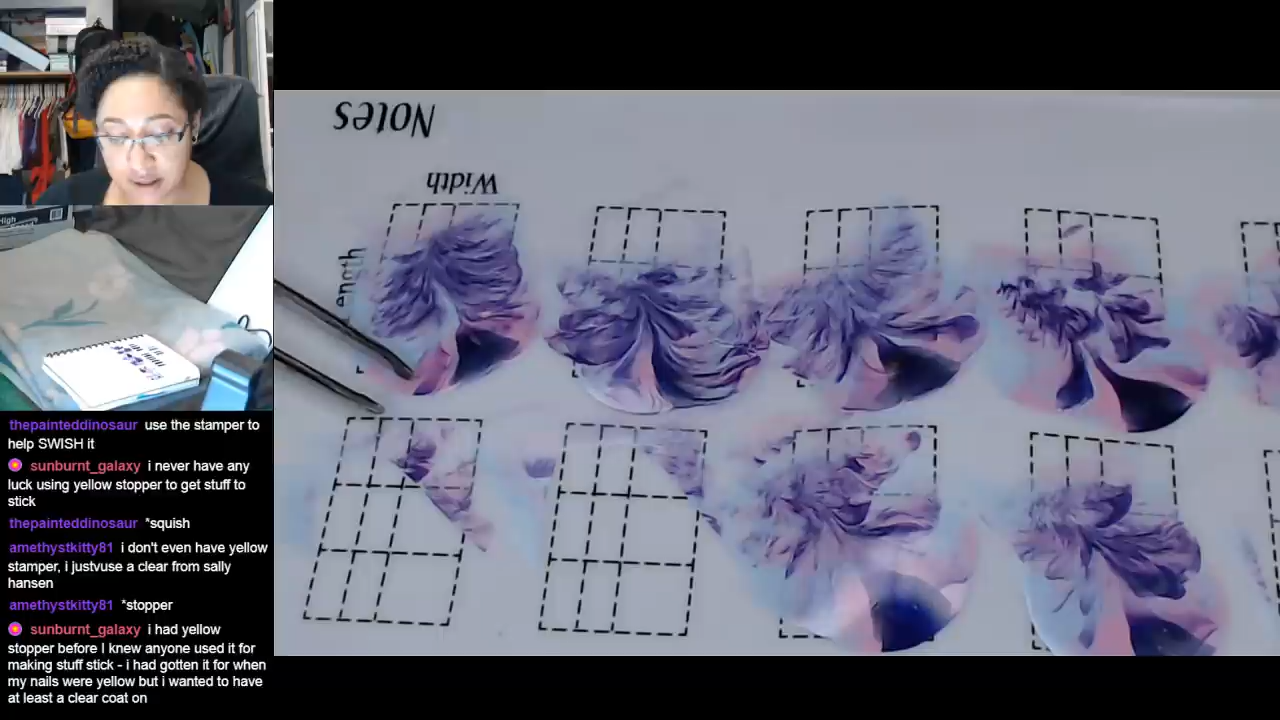 High
Notes
Width
ength
thepainteddinosaur use the stamper to
help SWISH it
sunburnt_galaxy i never have any
luck using yellow stopper to get stuff to
stick
thepainteddinosaur *squish
amethystkitty81 i don't even have yellow
stamper, i justvuse a clear from sally
hansen
amethystkitty81 *stopper
sunburnt_galaxy i had yellow
stopper before I knew anyone used it for
making stuff stick - i had gotten it for when
my nails were yellow but i wanted to have
at least a clear coat on